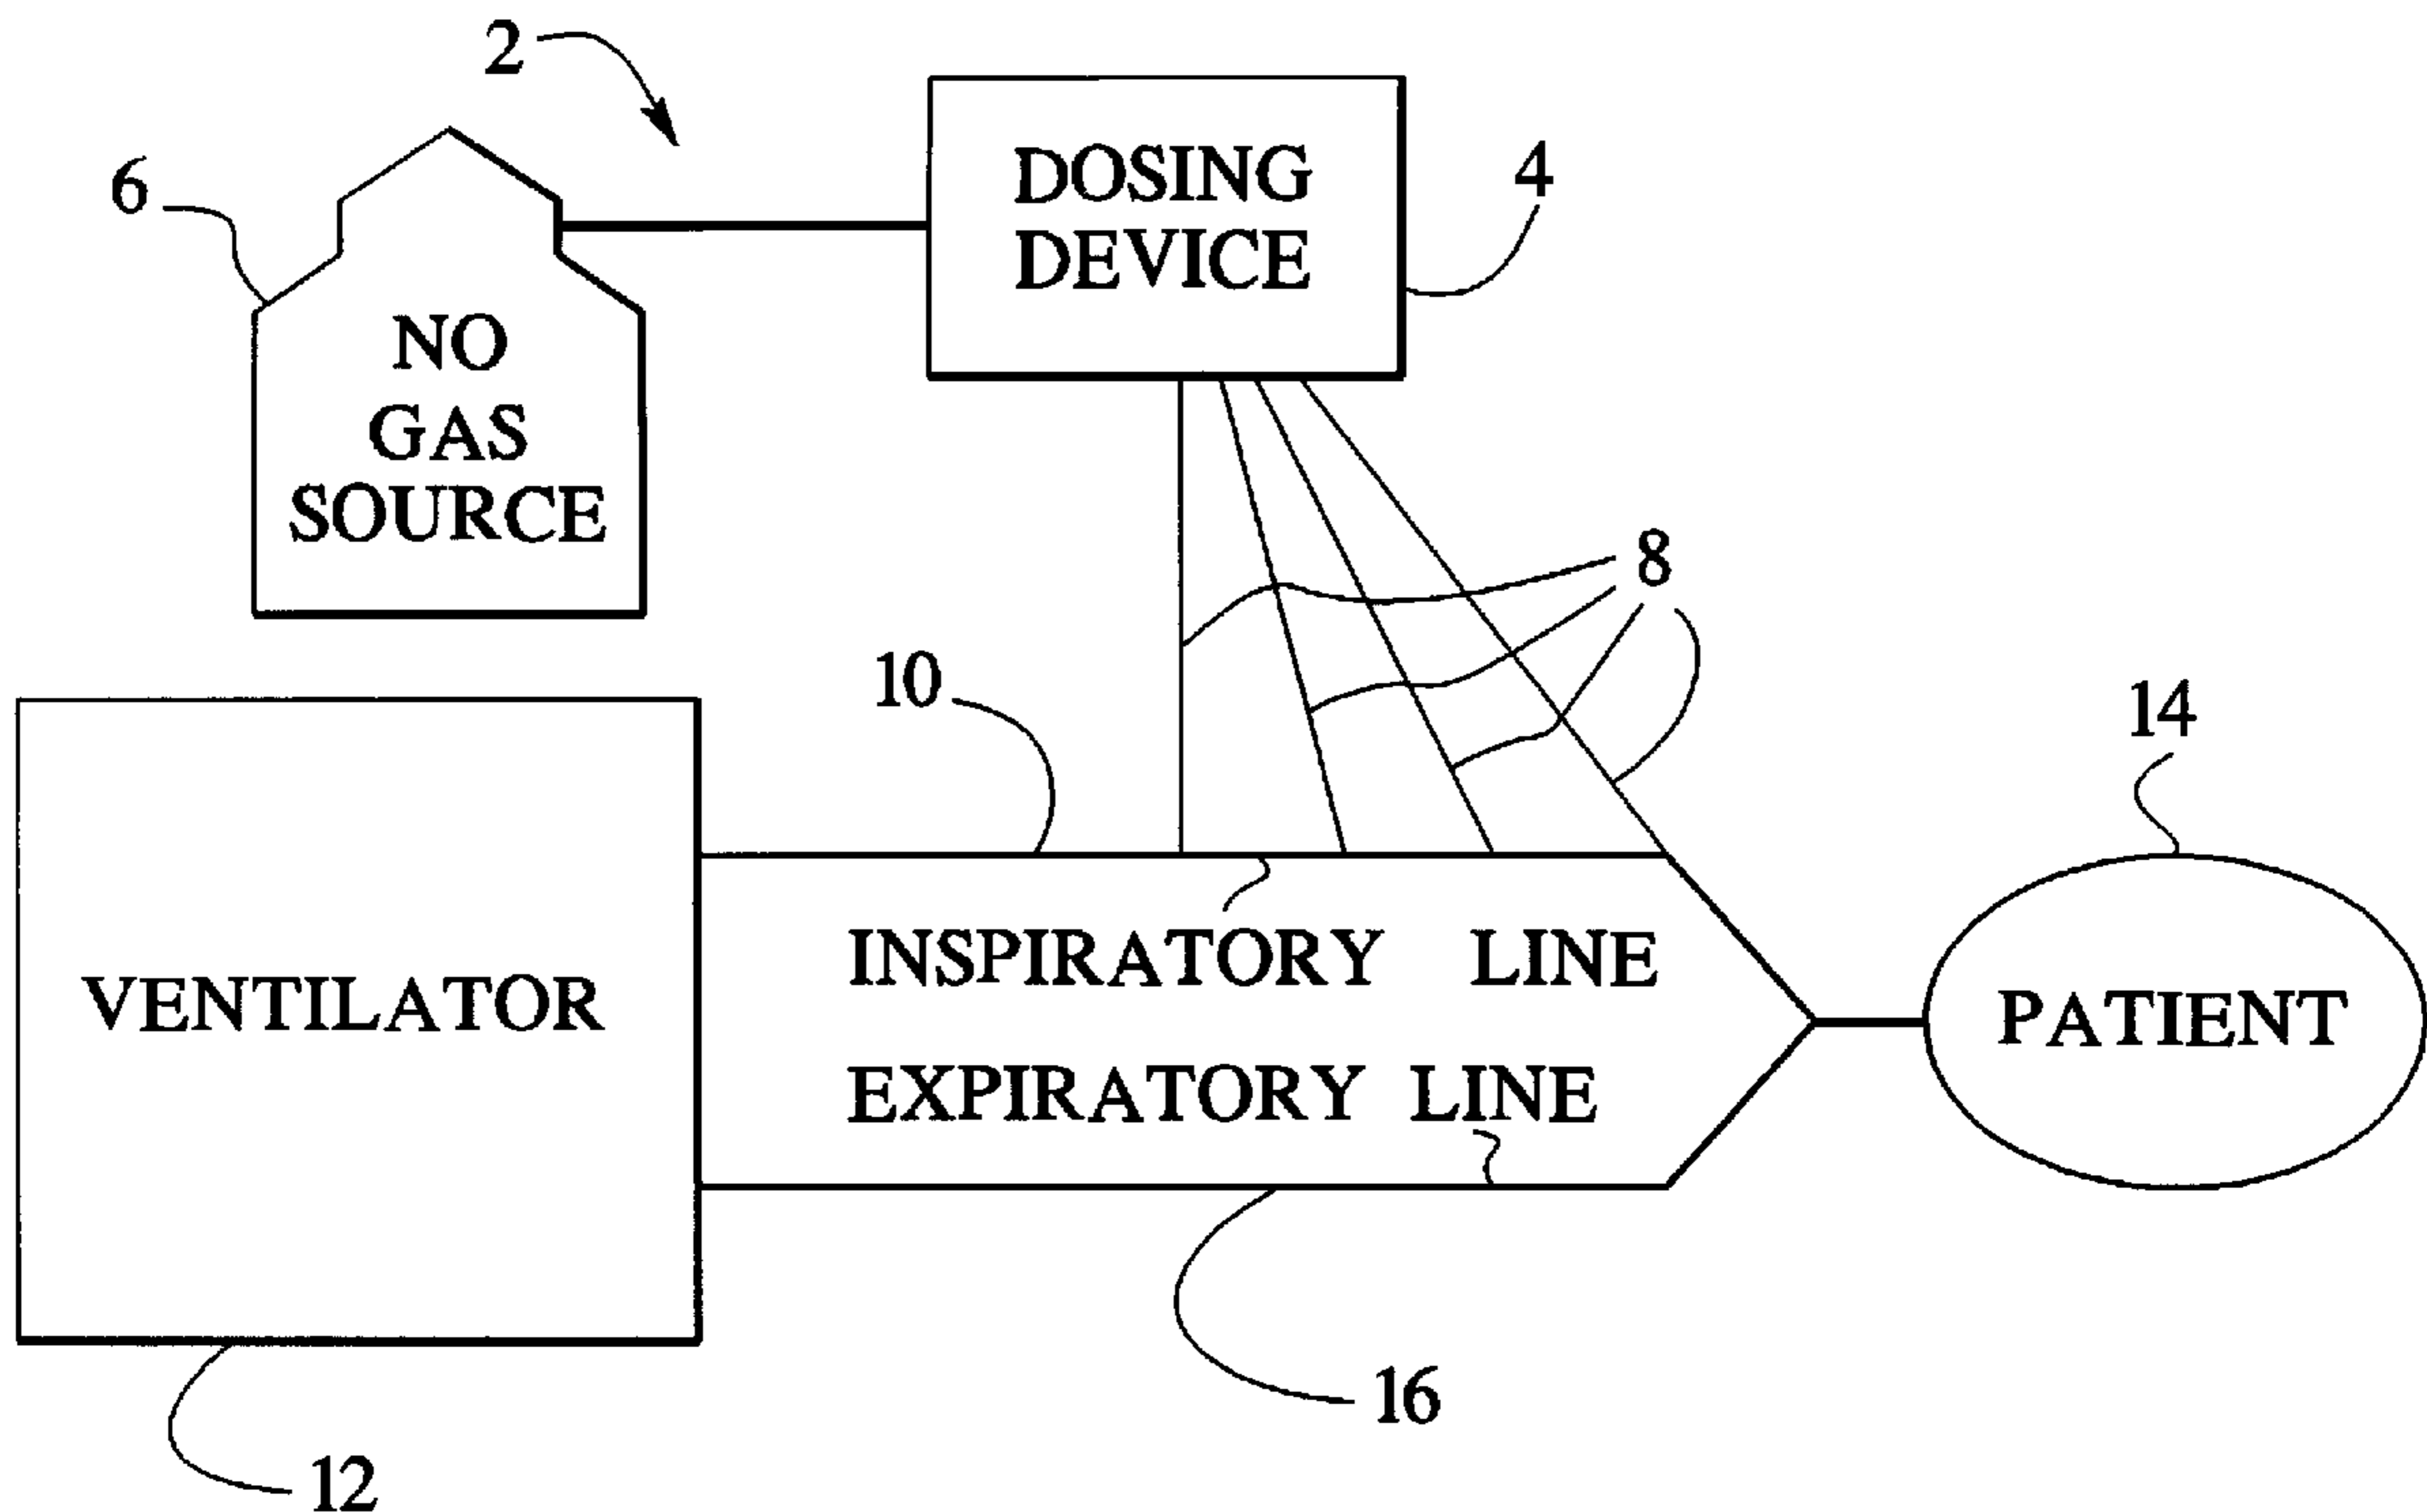 2
DOSING
DEVICE
4
6
NO
GAS
SOURCE
8
10
14
VENTILATOR
INSPIRATORY LINE
EXPIRATORY LINE
PATIENT
16
12